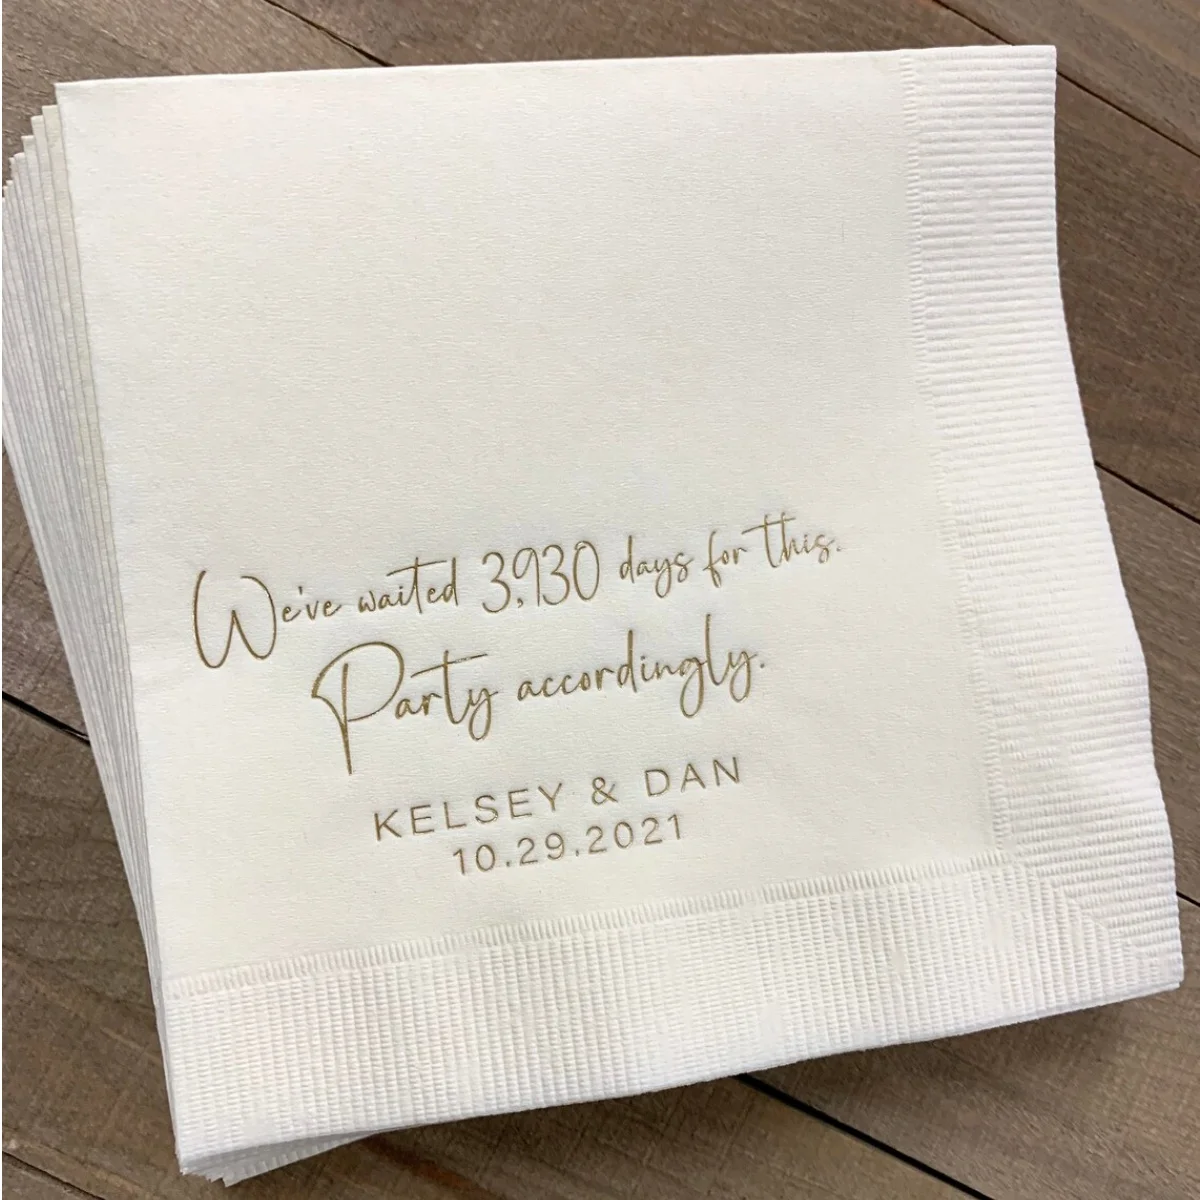 We've waited 3,930 days for this.
Party accordingly.
KELSEY & DAN
10.29.2021